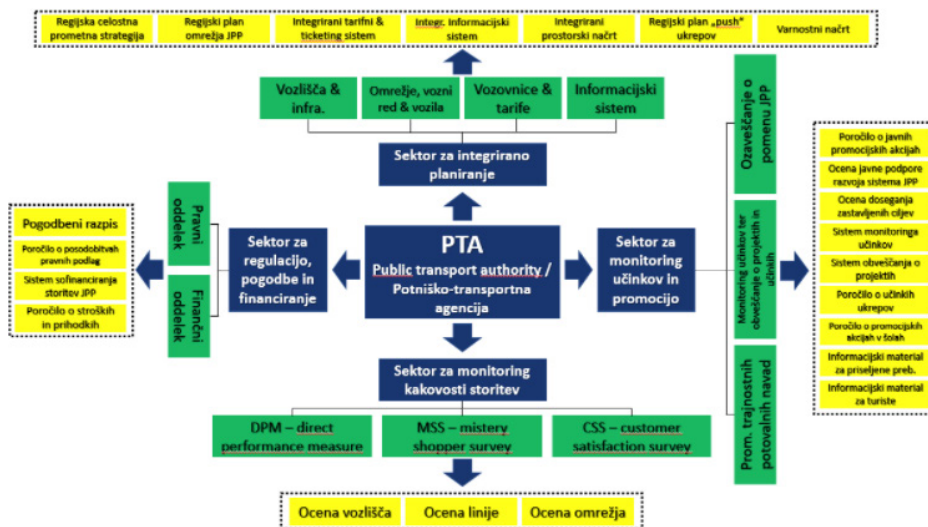 Regijska celostna
prometna strategija
Regijski plan
omrežja JPP
Integrirani tarifni &
ticketing sistem
Integr. Informacijski
sistem
Integrirani
prostorski načrt
Regijski plan „push"
ukrepov
Varnostni načrt
Vozlišča &
infra.
Omrežje, vozni
red & vozila
Vozovnice &
tarife
Informacijski
sistem
Sektor za integrirano
planiranje
Pogodbeni razpis
Poročilo o posodobitvah
pravnih podlag
Sistem sofinanciranja
storitev JPP
Poročilo o stroških
in prihodkih
Pravni
oddelek
Finančni
oddelek
Sektor za
regulacijo,
pogodbe in
financiranje
PTA
Public transport authority /
Potniško-transportna
agencija
Sektor za
monitoring
učinkov in
promocijo
Ozaveščanje o
pomenu JPP
Monitoring učinkov ter
obveščanje o projektih in
učinkih
Prom. trajnostnih
potovalnih navad
Poročilo o javnih
promocijskih akcijah
Ocena javne podpore
razvoja sistema JPP
Ocena doseganja
zastavljenih ciljev
Sistem monitoringa
učinkov
Sistem obveščanja o
projektih
Poročilo o učinkih
ukrepov
Poročilo o promocijskih
akcijah v šolah
Informacijski material
za priseljene preb.
Informacijski material
za turiste
Sektor za monitoring
kakovosti storitev
DPM – direct
performance measure
MSS – mistery
shopper survey
CSS – customer
satisfaction survey
Ocena vozlišča
Ocena linije
Ocena omrežja